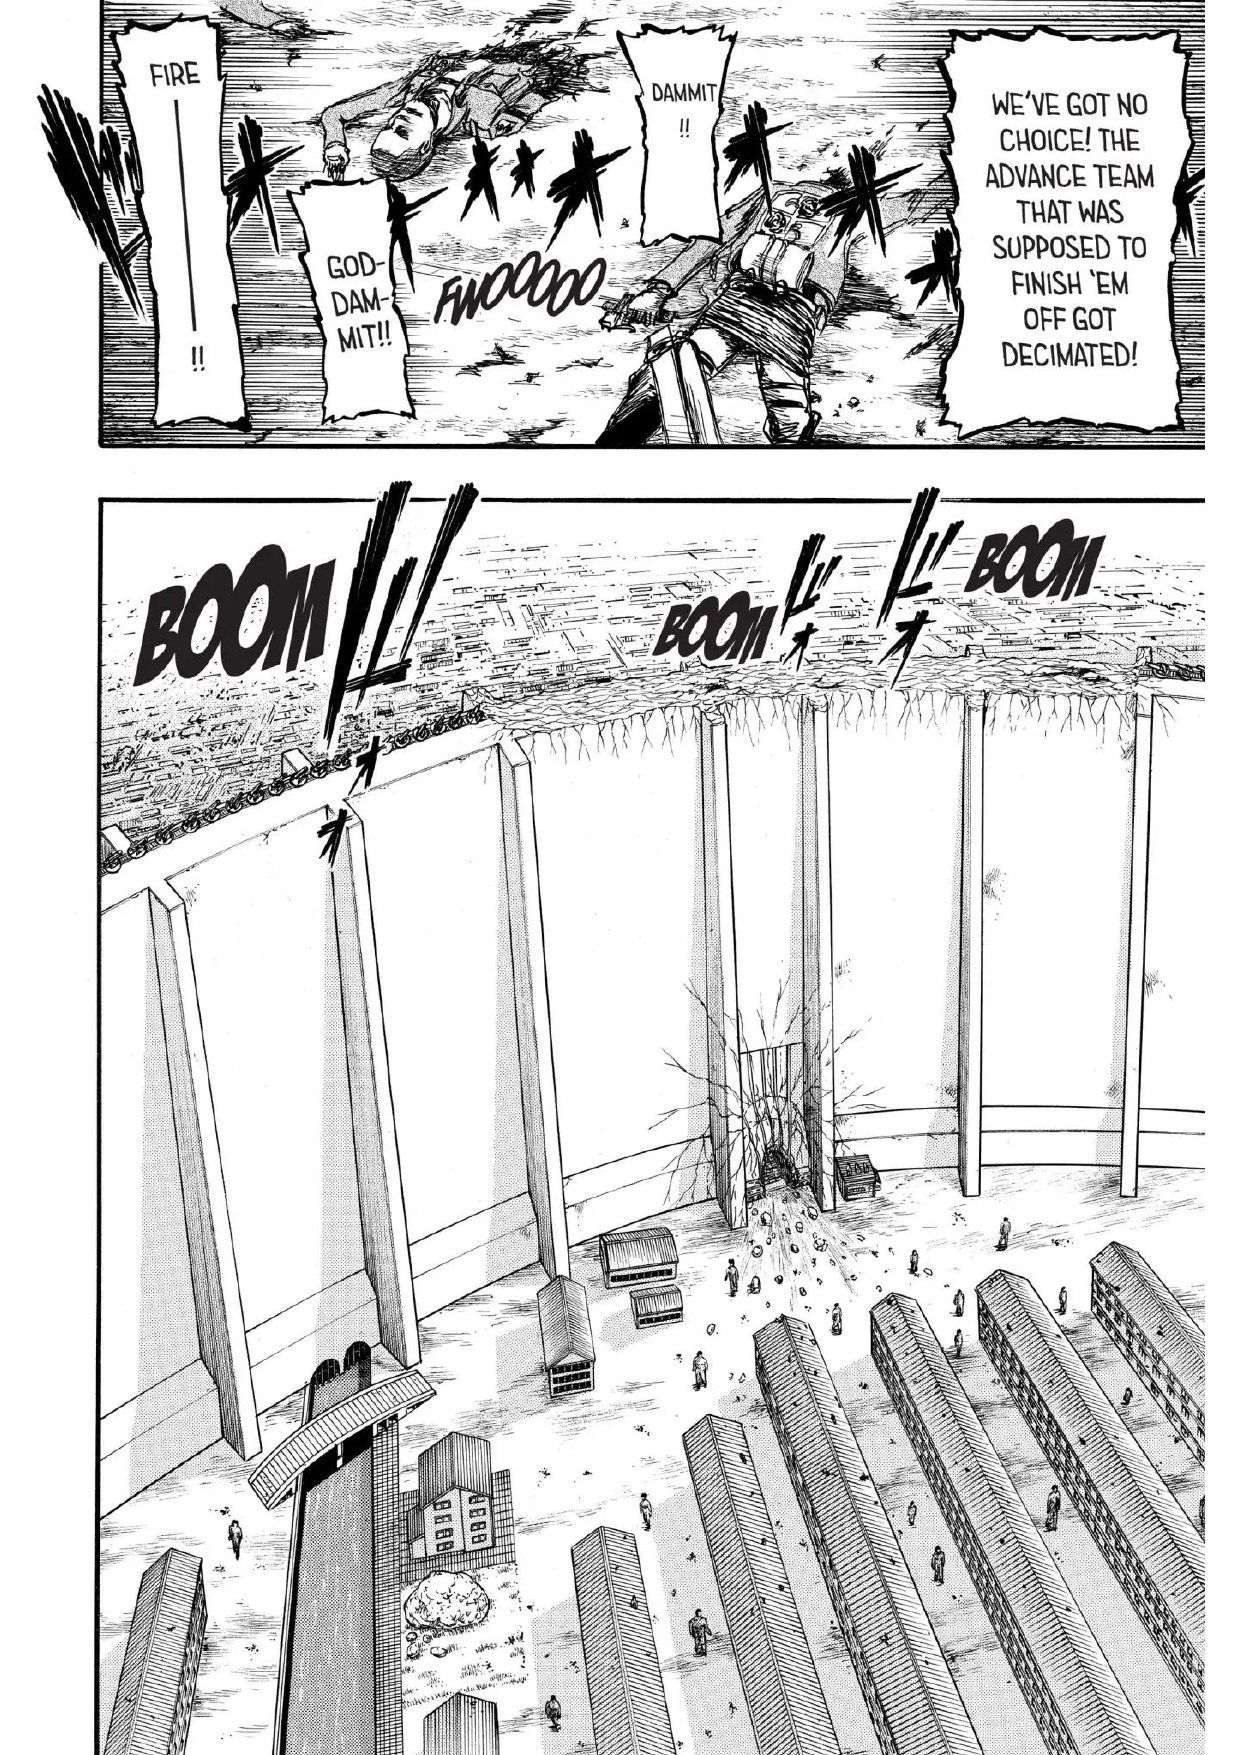 WE'VE GOT NO
CHOICE! THE
ADVANCE TEAM
THAT WAS
SUPPOSED TO
FINISH 'EM
OFF GOT
DECIMATED!
DAMMIT
!!
FWOOOOO
GOD-
DAM-
MIT!!
FIRE
!!
BOOM
BOOM
BOOM